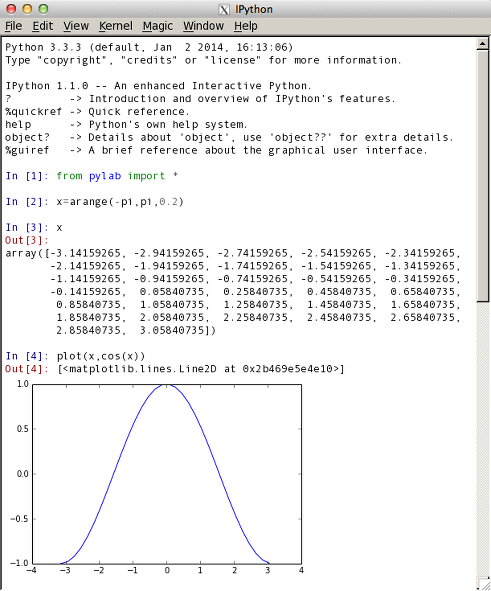 IPython
File Edit View Kernel Magic Window Help
Python 3.3.3 (default, Jan  2 2014, 16:13:06)
Type "copyright", "credits" or "license" for more information.
IPython 1.1.0 -- An enhanced Interactive Python.
?         -> Introduction and overview of IPython's features.
%quickref -> Quick reference.
help      -> Python's own help system.
object?   -> Details about 'object', use 'object??' for extra details.
%guiref   -> A brief reference about the graphical user interface.
In [1]: from pylab import *
In [2]: x=arange(-pi,pi,0.2)
In [3]: x
Out[3]:
array([-3.14159265, -2.94159265, -2.74159265, -2.54159265, -2.34159265,
       -2.14159265, -1.94159265, -1.74159265, -1.54159265, -1.34159265,
       -1.14159265, -0.94159265, -0.74159265, -0.54159265, -0.34159265,
       -0.14159265,  0.05840735,  0.25840735,  0.45840735,  0.65840735,
        0.85840735,  1.05840735,  1.25840735,  1.45840735,  1.65840735,
        1.85840735,  2.05840735,  2.25840735,  2.45840735,  2.65840735,
        2.85840735,  3.05840735])
In [4]: plot(x,cos(x))
Out[4]: [<matplotlib.lines.Line2D at 0x2b469e5e4e10>]
1.0
0.5
0.0
−0.5
−1.0
−4 −3 −2 −1 0 1 2 3 4